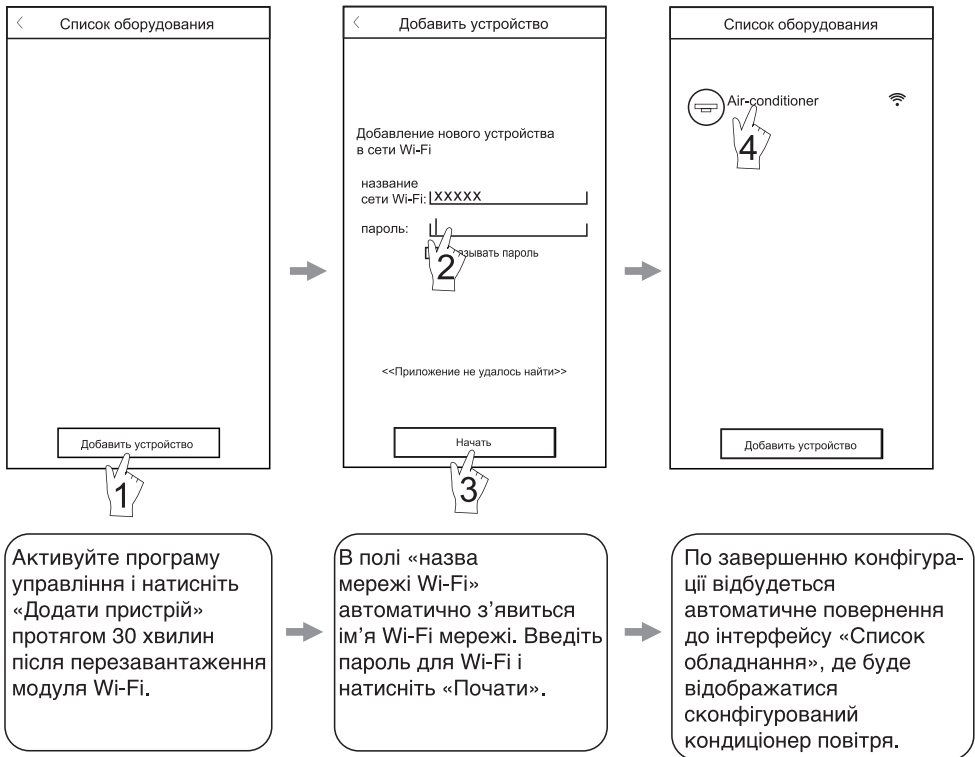 Список оборудования
Добавить устройство
1
Добавить устройство
Добавление нового устройства
в сети Wi-Fi
название
сети Wi-Fi: XXXXX
пароль:
пароль
2
<<Приложение не удалось найти>>
Начать
3
Список оборудования
Air-conditioner
4
Добавить устройство
Активуйте програму
управління і натисніть
«Додати пристрій»
протягом 30 хвилин
після перезавантаження
модуля Wi-Fi.
В полі «назва
мережі Wi-Fi»
автоматично з’явиться
ім’я Wi-Fi мережі. Введіть
пароль для Wi-Fi і
натисніть «Почати».
По завершенню конфігура-
ції відбудеться
автоматичне повернення
до інтерфейсу «Список
обладнання», де буде
відображатися
сконфігурований
кондиціонер повітря.